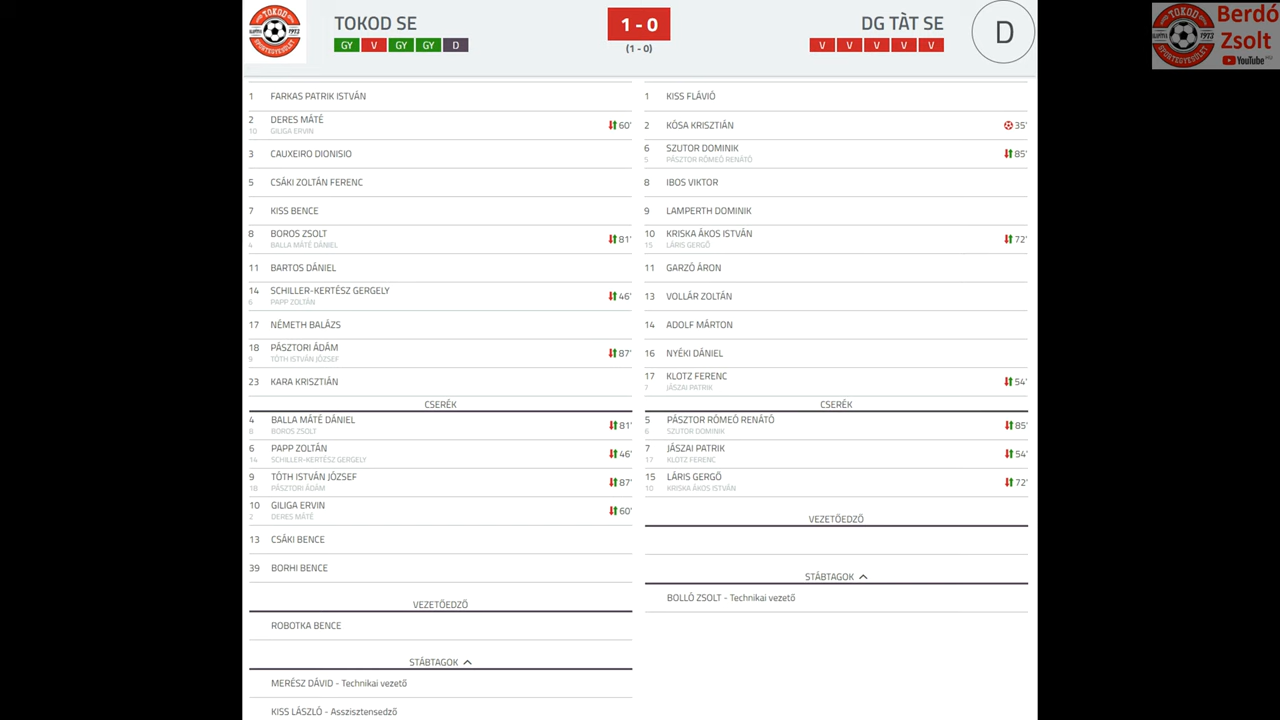 TOKOD
1973
SPORTEGYESÜLET
TOKOD SE
GY V GY GY D
1 - 0
(1 - 0)
DG TÀT SE
V V V V V
D
TOKOD
1973
SPORTEGYESÜLET
Berdó
Zsolt
YouTube HQ
1 FARKAS PATRIK ISTVÁN
2 DERES MÁTÉ 60'
10 GILIGA ERVIN
3 CAUXEIRO DIONISIO
5 CSÁKI ZOLTÁN FERENC
7 KISS BENCE
8 BOROS ZSOLT 81'
4 BALLA MÁTÉ DÁNIEL
11 BARTOS DÁNIEL
14 SCHILLER-KERTÉSZ GERGELY 46'
6 PAPP ZOLTÁN
17 NÉMETH BALÁZS
18 PÁSZTORI ÁDÁM 87'
9 TÓTH ISTVÁN JÓZSEF
23 KARA KRISZTIÁN
CSERÉK
4 BALLA MÁTÉ DÁNIEL 81'
8 BOROS ZSOLT
6 PAPP ZOLTÁN 46'
14 SCHILLER-KERTÉSZ GERGELY
9 TÓTH ISTVÁN JÓZSEF 87'
18 PÁSZTORI ÁDÁM
10 GILIGA ERVIN 60'
2 DERES MÁTÉ
13 CSÁKI BENCE
39 BORHI BENCE
VEZETŐEDZŐ
ROBOTKA BENCE
STÁBTAGOK
MERÉSZ DÁVID - Technikai vezető
KISS LÁSZLÓ - Asszisztensedző
1 KISS FLÁVIÓ
2 KÓSA KRISZTIÁN 35'
6 SZUTOR DOMINIK 85'
5 PÁSZTOR RÓMEÓ RENÁTÓ
8 IBOS VIKTOR
9 LAMPERTH DOMINIK
10 KRISKA ÁKOS ISTVÁN 72'
15 LÁRIS GERGŐ
11 GARZÓ ÁRON
13 VOLLÁR ZOLTÁN
14 ADOLF MÁRTON
16 NYÉKI DÁNIEL
17 KLOTZ FERENC 54'
7 JÁSZAI PATRIK
CSERÉK
5 PÁSZTOR RÓMEÓ RENÁTÓ 85'
6 SZUTOR DOMINIK
7 JÁSZAI PATRIK 54'
17 KLOTZ FERENC
15 LÁRIS GERGŐ 72'
10 KRISKA ÁKOS ISTVÁN
VEZETŐEDZŐ
STÁBTAGOK
BOLLÓ ZSOLT - Technikai vezető